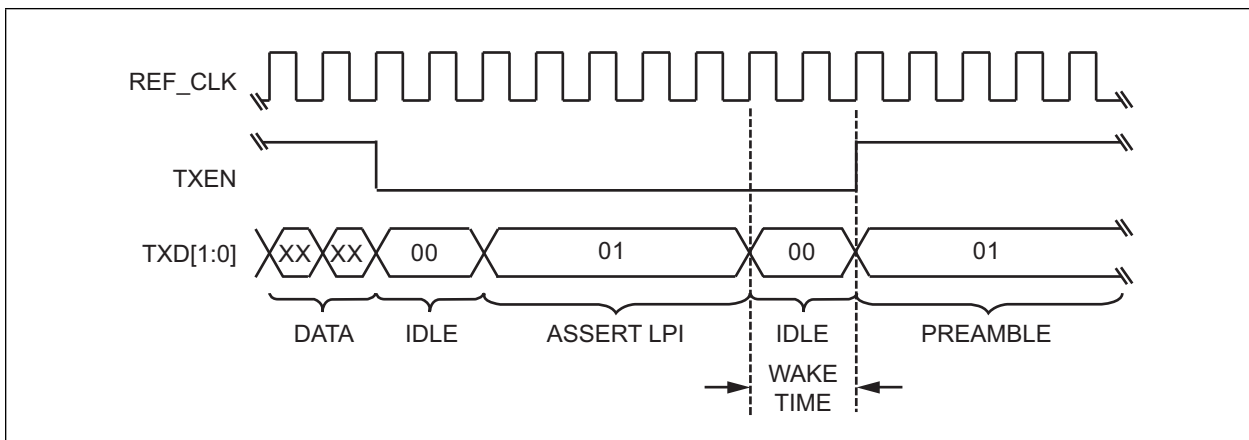 REF_CLK
TXEN
TXD[1:0]
XX XX 00 01 00 01
DATA IDLE ASSERT LPI IDLE PREAMBLE
WAKE
TIME